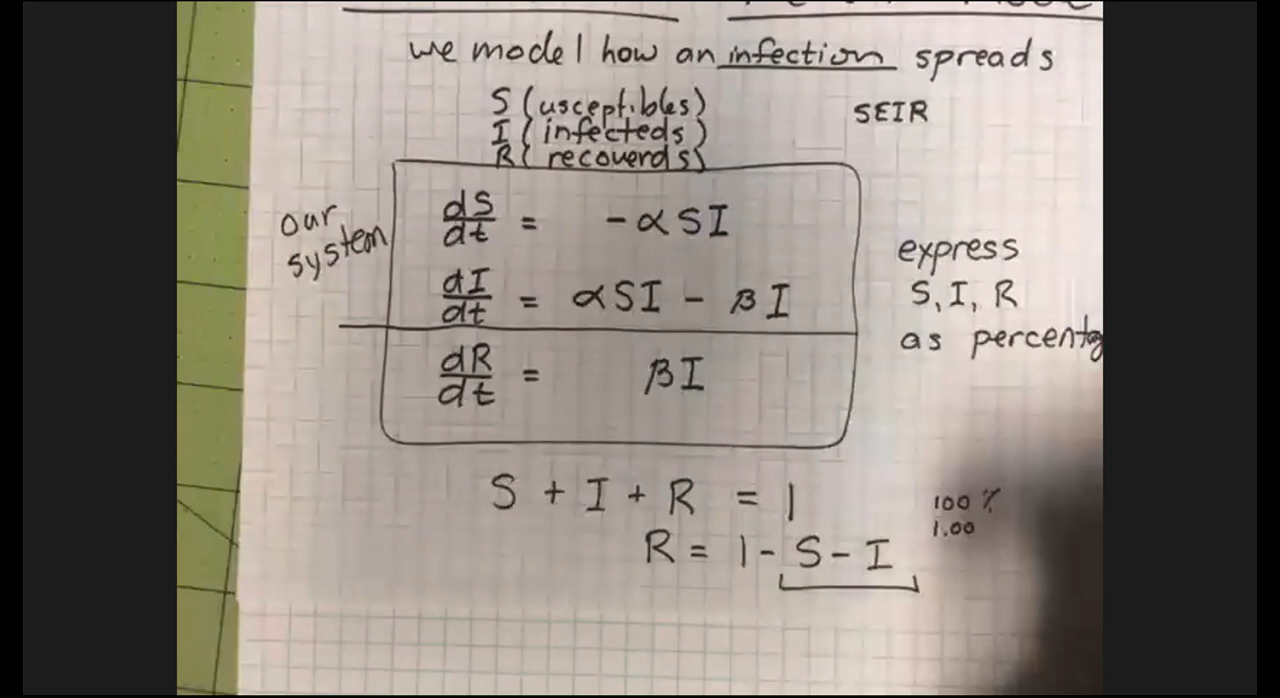 we model how an infection spreads
S (usceptibles)
SEIR
I ( infecteds )
R ( recoverds)
our
system
dS/dt = -αSI
dI/dt = αSI - βI
dR/dt = βI
express
S, I, R
as percentag
S + I + R = 1
100 %
1.00
R = 1 - S - I